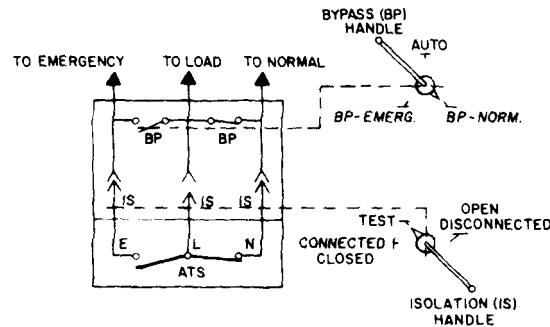 BYPASS (BP)
HANDLE
AUTO
TO EMERGENCY TO LOAD TO NORMAL
BP BP
BP-EMERG. BP-NORM.
IS IS IS
TEST OPEN
DISCONNECTED
E L N CONNECTED
CLOSED
ATS
ISOLATION (IS)
HANDLE